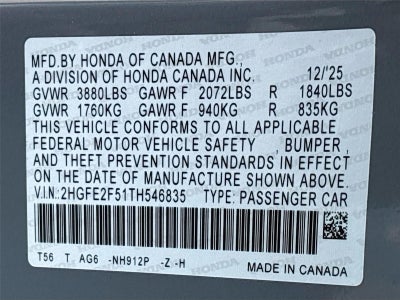 MFD.BY HONDA OF CANADA MFG.,
A DIVISION OF HONDA CANADA INC. 12/'25
GVWR 3880LBS GAWR F 2072LBS R 1840LBS
GVWR 1760KG GAWR F 940KG R 835KG
THIS VEHICLE CONFORMS TO ALL APPLICABLE
FEDERAL MOTOR VEHICLE SAFETY , BUMPER ,
AND THEFT PREVENTION STANDARDS IN EFFECT
ON THE DATE OF MANUFACTURE SHOWN ABOVE.
V.I.N:2HGFE2F51TH546835 TYPE: PASSENGER CAR
T56 T AG6 -NH912P -Z -H MADE IN CANADA